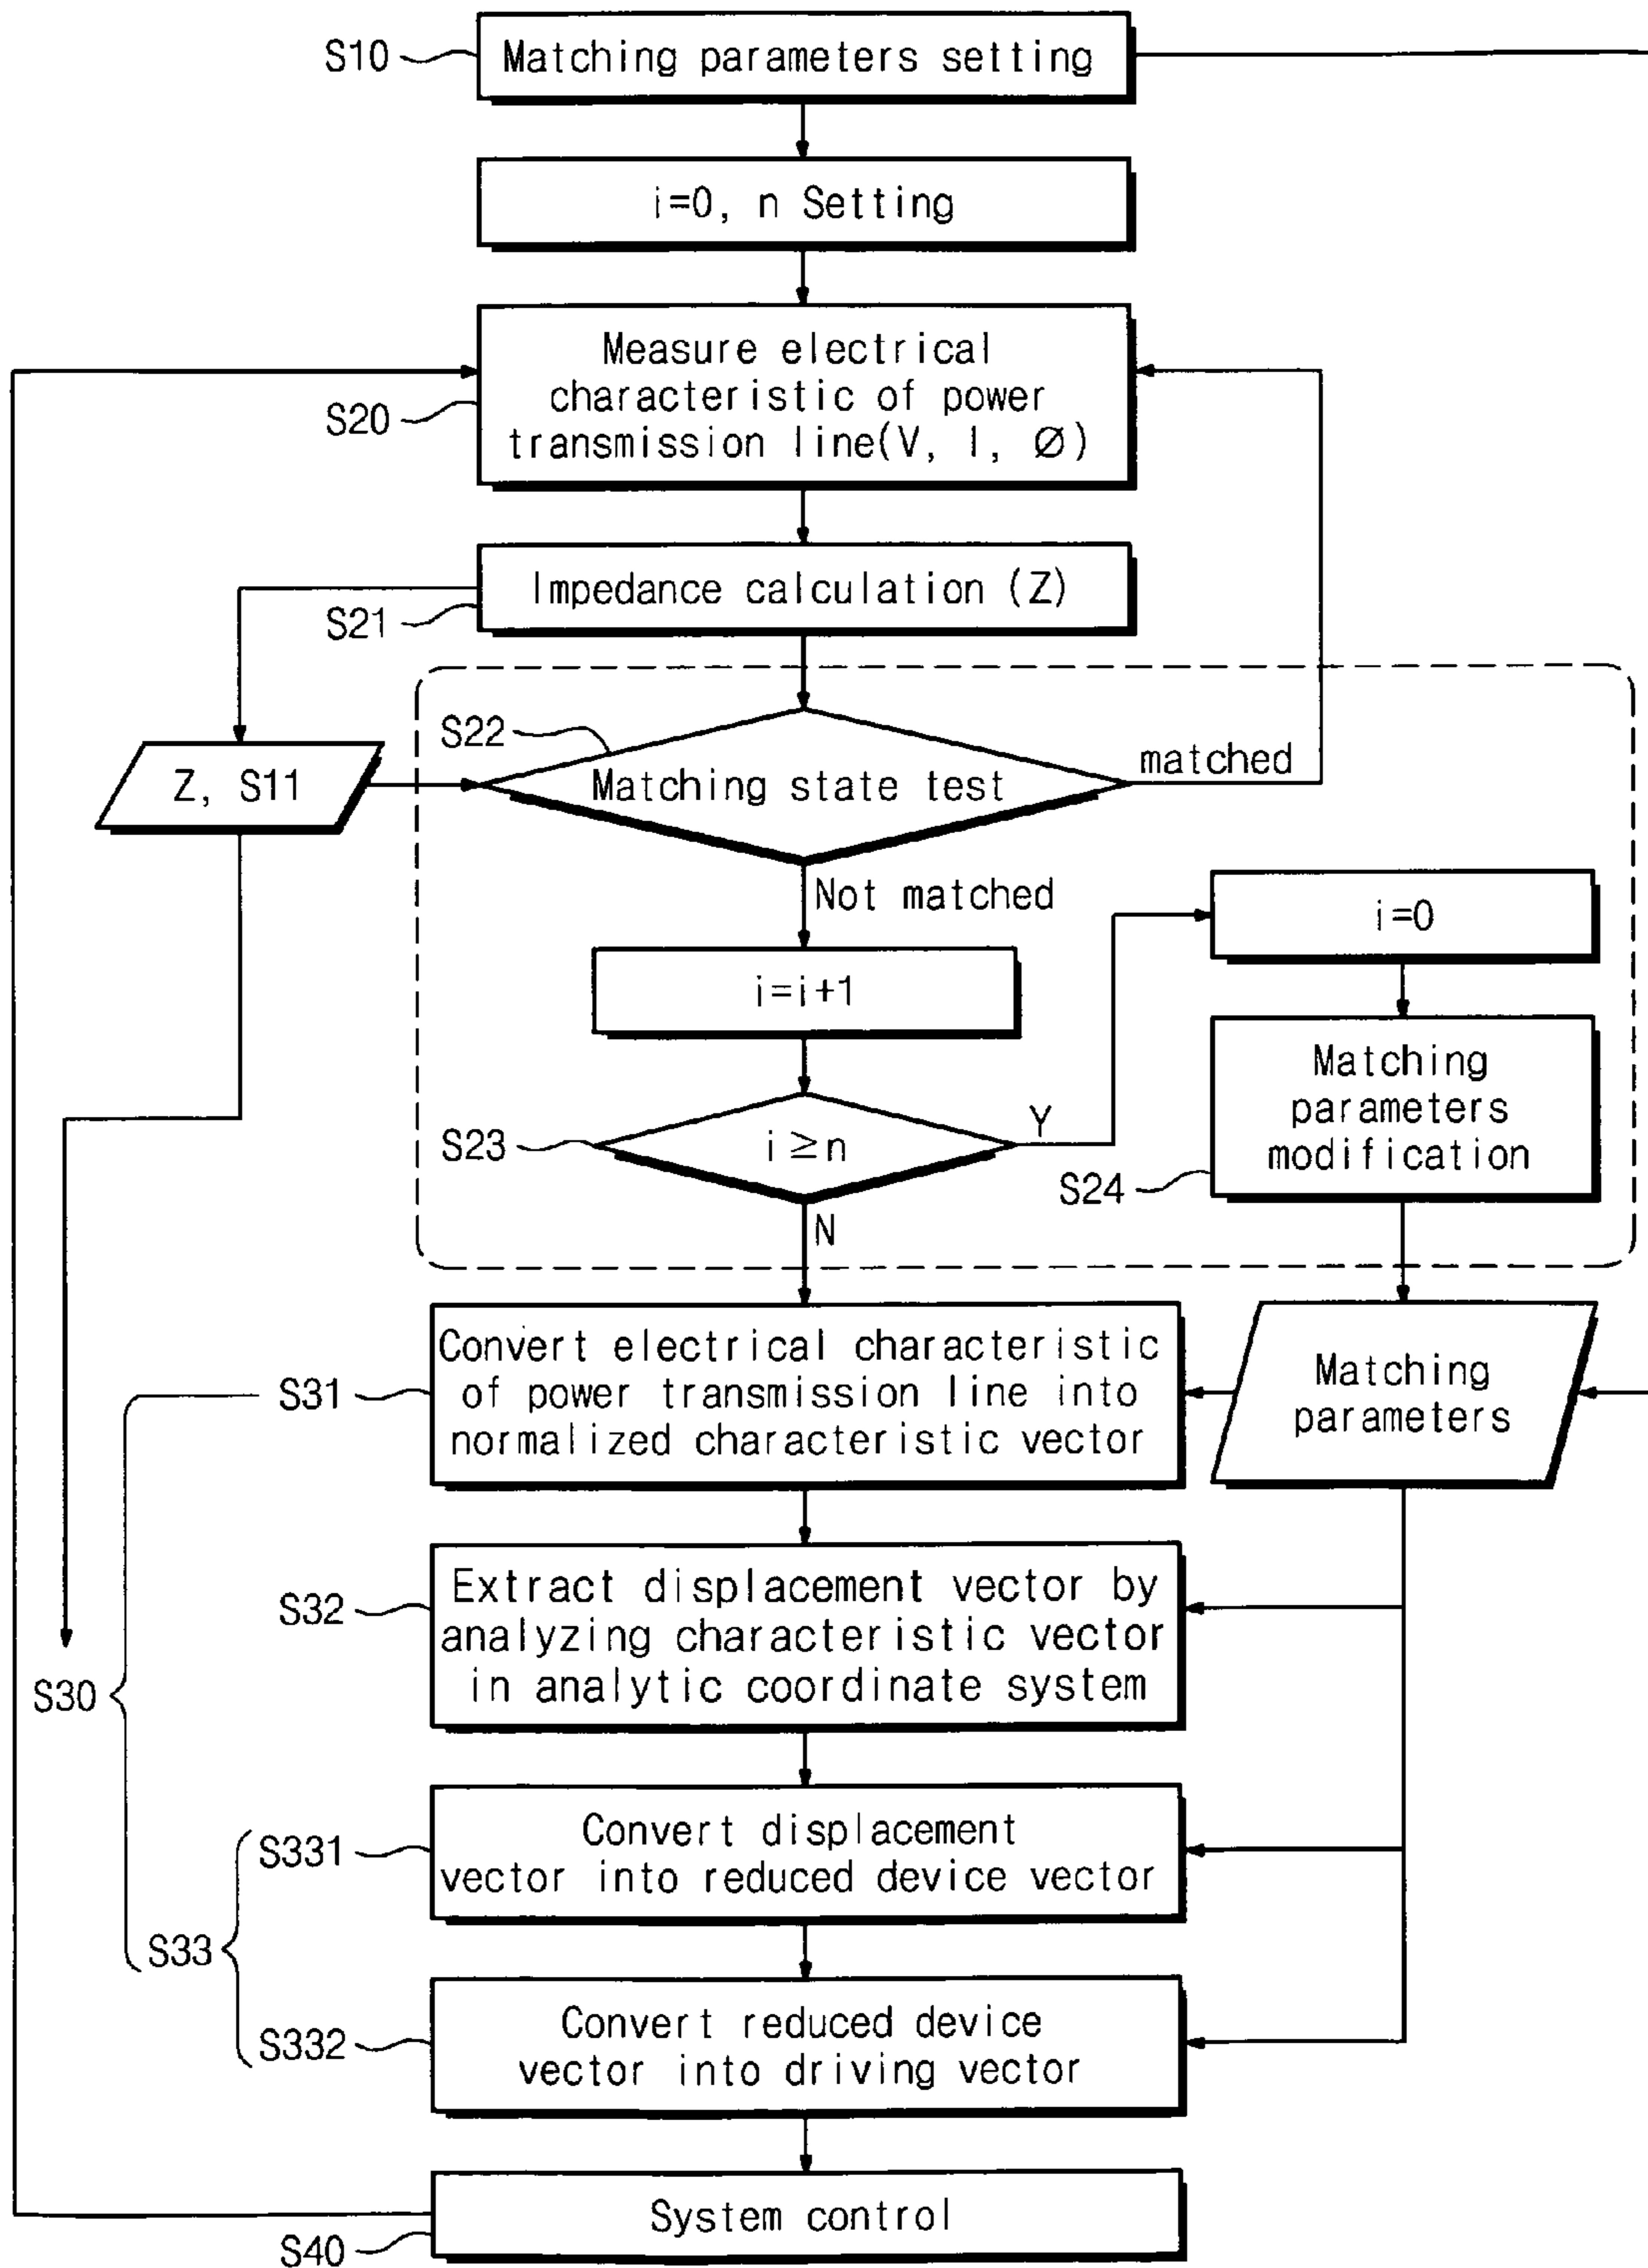 S10
Matching parameters setting
i=0, n Setting
Measure electrical
characteristic of power
transmission line(V, I, Ø)
S20
Impedance calculation (Z)
S21
S22
Z, S11
Matching state test
matched
Not matched
i=0
i=i+1
Matching
parameters
modification
S23
i≥n
Y
S24
N
Convert electrical characteristic
of power transmission line into
normalized characteristic vector
S31
Matching
parameters
Extract displacement vector by
analyzing characteristic vector
in analytic coordinate system
S32
S30
Convert displacement
vector into reduced device vector
S331
S33
Convert reduced device
vector into driving vector
S332
System control
S40